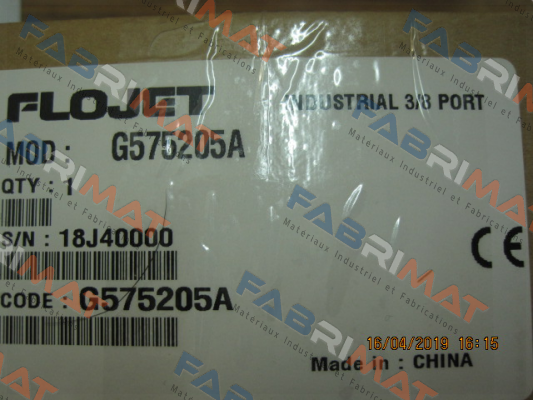 FLOJET
INDUSTRIAL 3/8 PORT
MOD : G575205A
QTY : 1
S/N : 18J40000
CODE : G575205A
CE
16/04/2019 16:15
Made in : CHINA
FABRIMAT
Materiaux Industriel et Fabrications